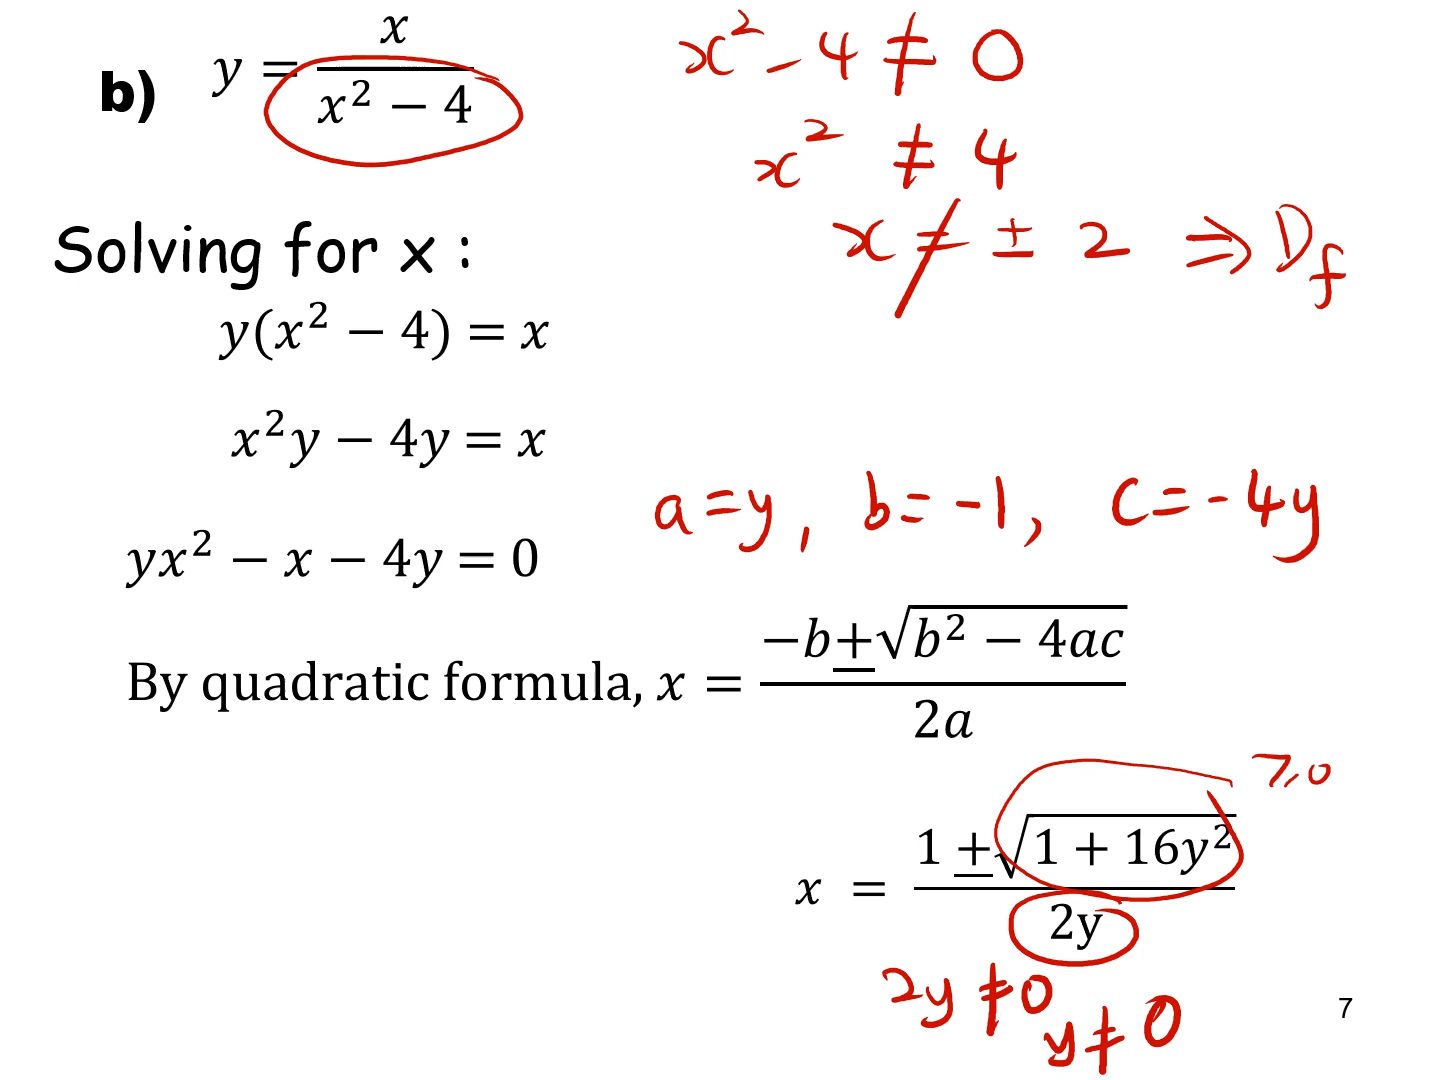 b) y = x / (x² − 4)
x² − 4 ≠ 0
x² ≠ 4
x ≠ ± 2 ⇒ D_f
Solving for x :
y(x² − 4) = x
x²y − 4y = x
a = y, b = -1, c = -4y
yx² − x − 4y = 0
By quadratic formula, x = (−b ± √(b² − 4ac)) / 2a
≥ 0
x = (1 ± √(1 + 16y²)) / 2y
2y ≠ 0
y ≠ 0
7